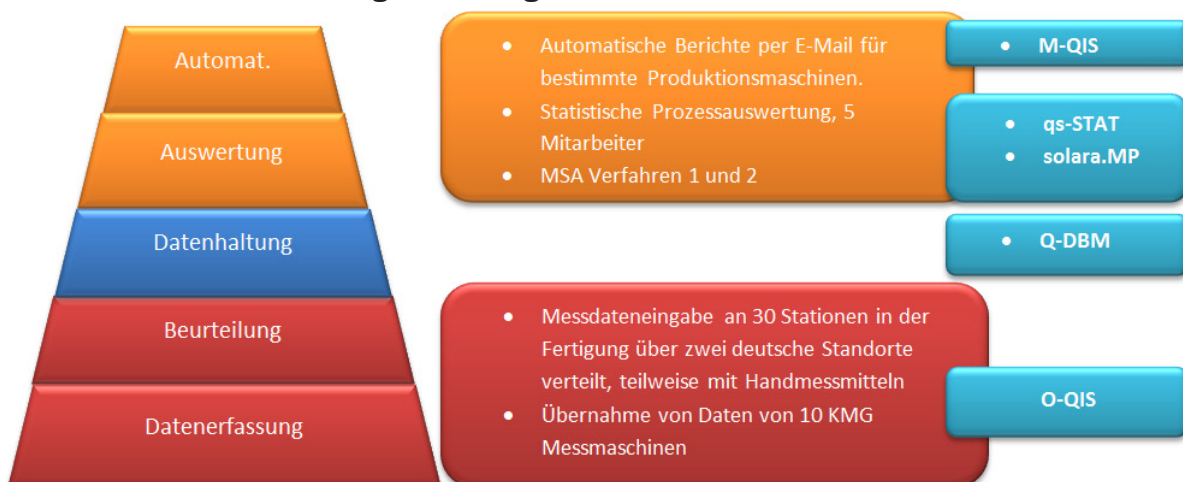 Automat.
Auswertung
Datenhaltung
Beurteilung
Datenerfassung
• Automatische Berichte per E-Mail für
bestimmte Produktionsmaschinen.
• Statistische Prozessauswertung, 5
Mitarbeiter
• MSA Verfahren 1 und 2
• M-QIS
• qs-STAT
• solara.MP
• Q-DBM
• Messdateneingabe an 30 Stationen in der
Fertigung über zwei deutsche Standorte
verteilt, teilweise mit Handmessmitteln
• Übernahme von Daten von 10 KMG
Messmaschinen
O-QIS